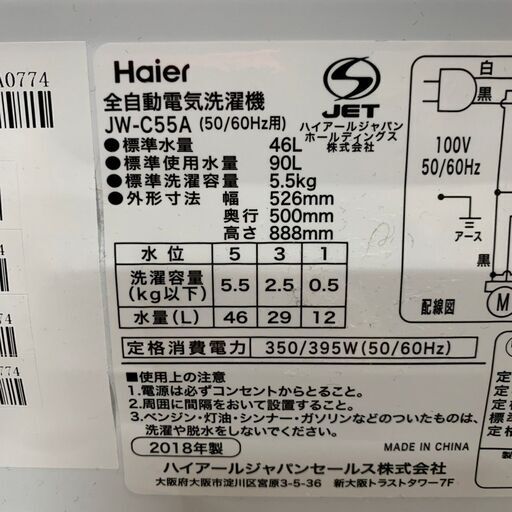 A0774
Haier
JET
全自動電気洗濯機
JW-C55A (50/60Hz用)
ハイアールジャパン
ホールディングス
株式会社
●標準水量 46L
●標準使用水量 90L
●標準洗濯容量 5.5kg
●外形寸法 幅 526mm
奥行 500mm
高さ 888mm
水位 5 3 1
洗濯容量(kg以下) 5.5 2.5 0.5
水量(L) 46 29 12
定格消費電力 350/395W(50/60Hz)
■使用上の注意
1.電源は必ずコンセントからとること。
2.周囲に間隔をおいて設置すること。
3.ベンジン・灯油・シンナー・ガソリンなどのついたものは、
洗濯や脱水をしないでください。
2018年製
MADE IN CHINA
ハイアールジャパンセールス株式会社
大阪府大阪市淀川区宮原3-5-36 新大阪トラストタワー7F
白
黒
100V
50/60Hz
アース
黒
配線図
M
74
774
74
0774